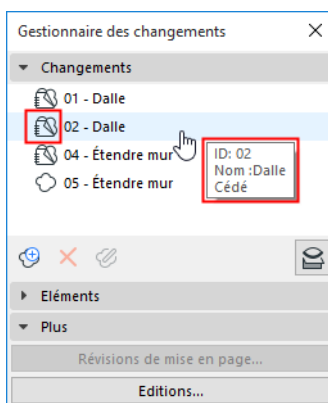 Gestionnaire des changements
Changements
01 - Dalle
02 - Dalle
04 - Étendre mur
05 - Étendre mur
ID: 02
Nom :Dalle
Cédé
Eléments
Plus
Révisions de mise en page...
Editions...